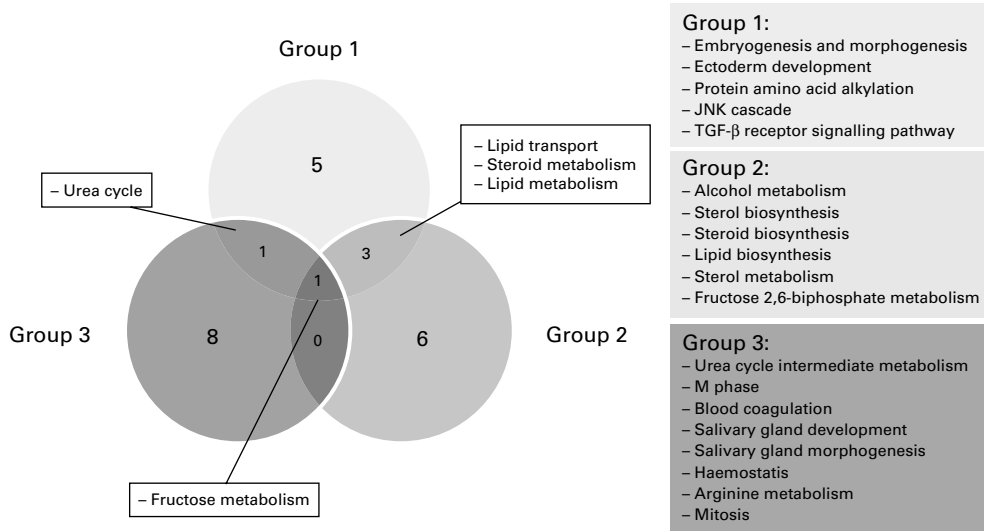 Group 1
5
– Lipid transport
– Steroid metabolism
– Lipid metabolism
– Urea cycle
1
3
1
Group 3
8
0
6
Group 2
– Fructose metabolism
Group 1:
– Embryogenesis and morphogenesis
– Ectoderm development
– Protein amino acid alkylation
– JNK cascade
– TGF-β receptor signalling pathway
Group 2:
– Alcohol metabolism
– Sterol biosynthesis
– Steroid biosynthesis
– Lipid biosynthesis
– Sterol metabolism
– Fructose 2,6-biphosphate metabolism
Group 3:
– Urea cycle intermediate metabolism
– M phase
– Blood coagulation
– Salivary gland development
– Salivary gland morphogenesis
– Haemostatis
– Arginine metabolism
– Mitosis